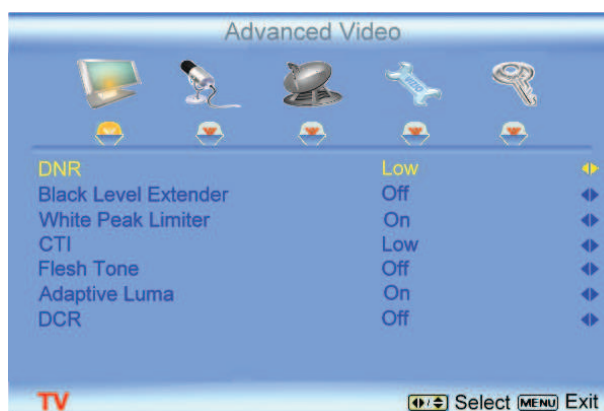 Advanced Video
DNR Low
Black Level Extender Off
White Peak Limiter On
CTI Low
Flesh Tone Off
Adaptive Luma On
DCR Off
TV Select MENU Exit